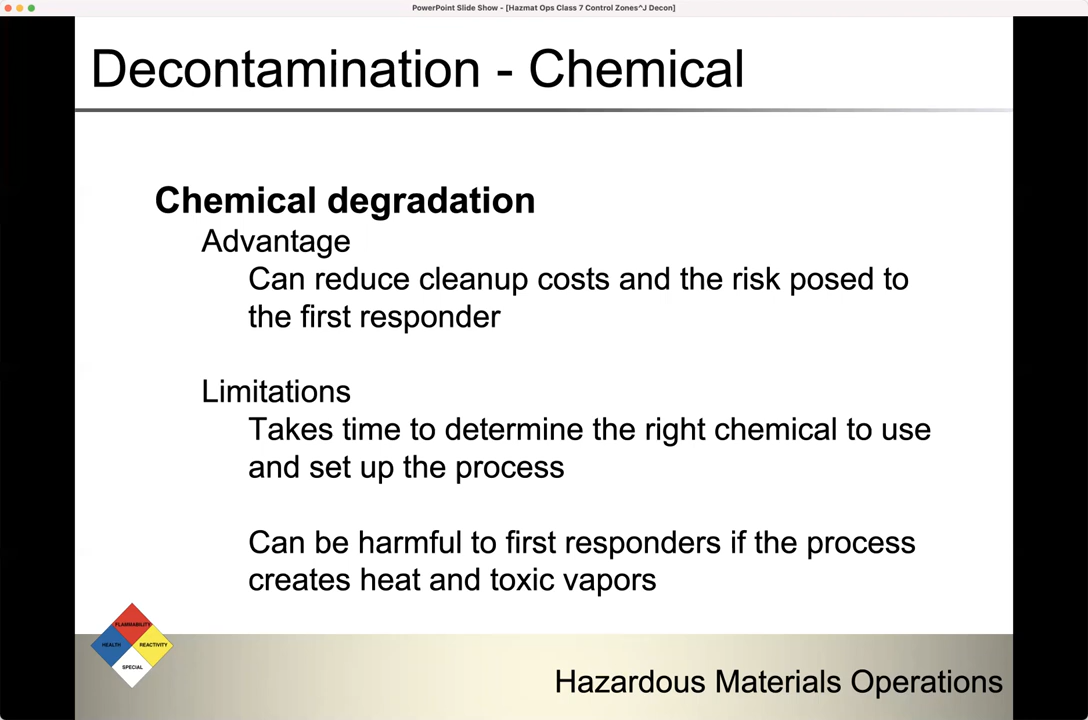 PowerPoint Slide Show - [Hazmat Ops Class 7 Control Zones^J Decon]
Decontamination - Chemical
Chemical degradation
Advantage
Can reduce cleanup costs and the risk posed to
the first responder
Limitations
Takes time to determine the right chemical to use
and set up the process
Can be harmful to first responders if the process
creates heat and toxic vapors
FLAMMABILITY
HEALTH
REACTIVITY
SPECIAL
Hazardous Materials Operations